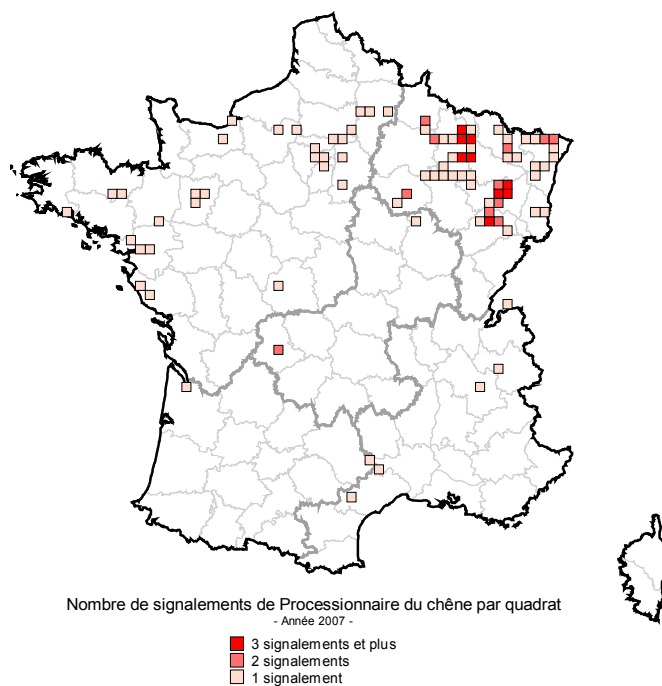 Nombre de signalements de Processionnaire du chêne par quadrat
- Année 2007 -
3 signalements et plus
2 signalements
1 signalement